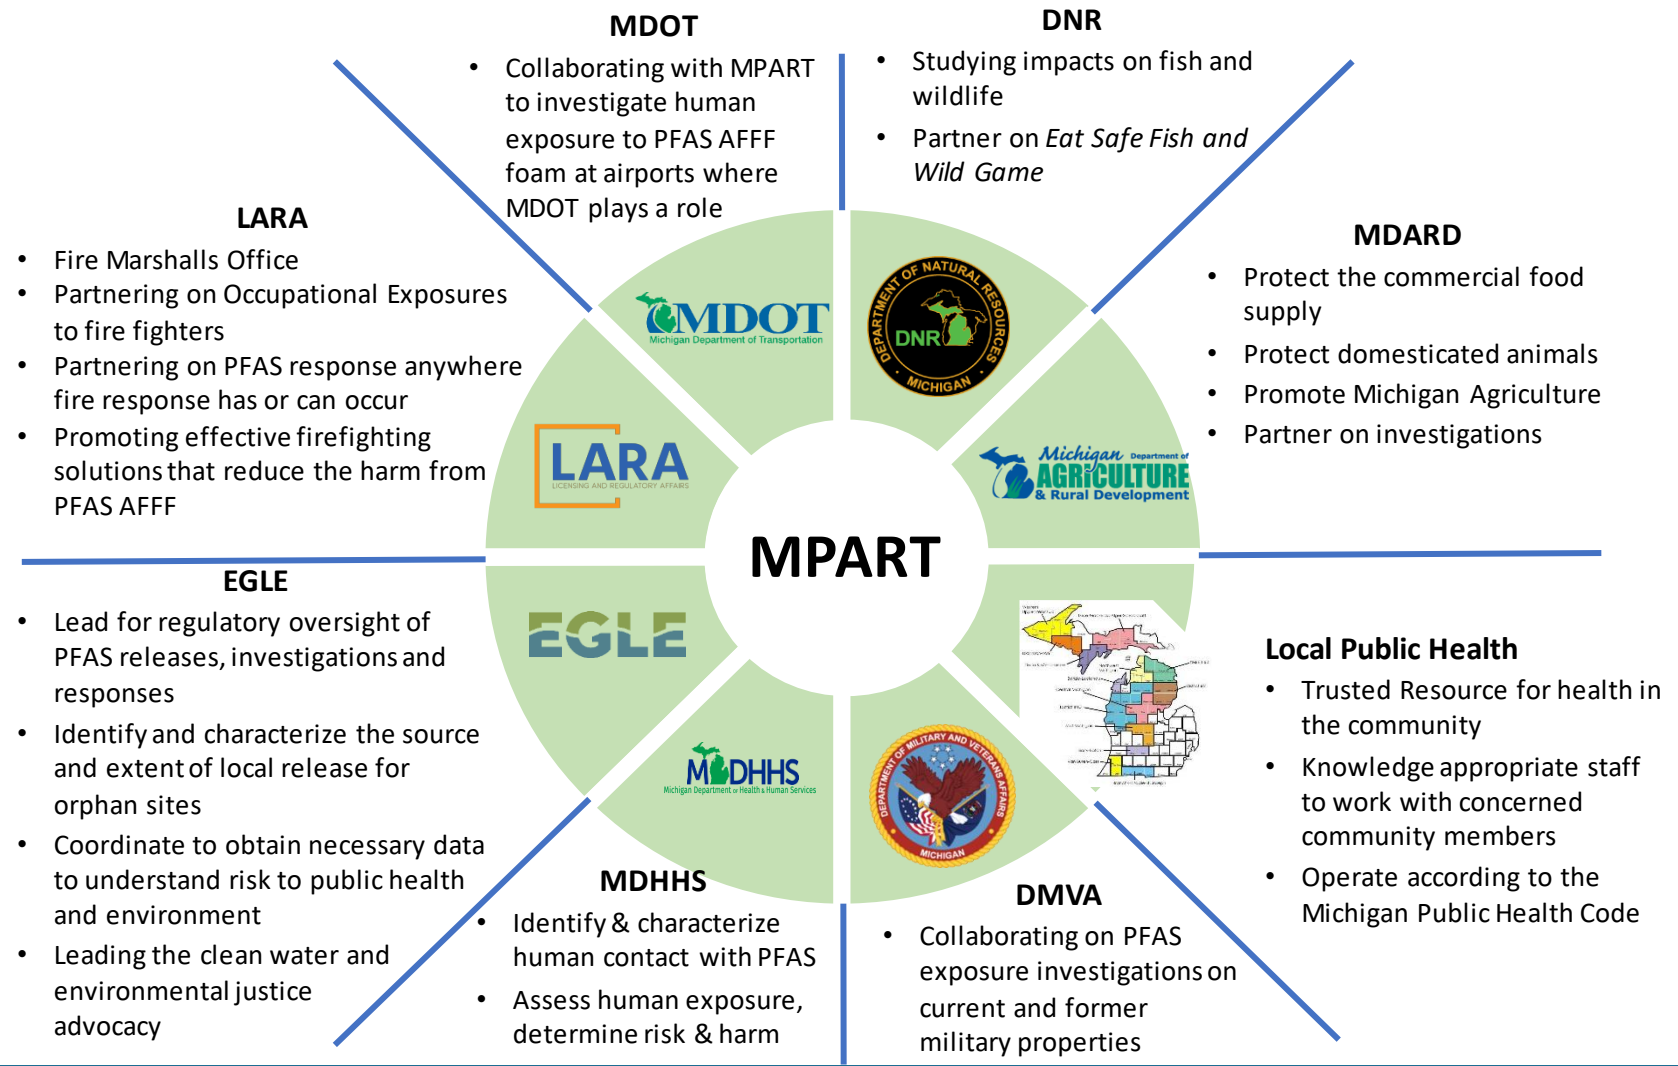 MDOT
• Collaborating with MPART
to investigate human
exposure to PFAS AFFF
foam at airports where
MDOT plays a role
DNR
• Studying impacts on fish and
wildlife
• Partner on Eat Safe Fish and
Wild Game
LARA
• Fire Marshalls Office
• Partnering on Occupational Exposures
to fire fighters
• Partnering on PFAS response anywhere
fire response has or can occur
• Promoting effective firefighting
solutions that reduce the harm from
PFAS AFFF
MDARD
• Protect the commercial food
supply
• Protect domesticated animals
• Promote Michigan Agriculture
• Partner on investigations
MDOT
Michigan Department of Transportation
DEPARTMENT OF NATURAL RESOURCES
DNR
• MICHIGAN •
LARA
LICENSING AND REGULATORY AFFAIRS
Michigan Department of
AGRICULTURE
& Rural Development
MPART
EGLE
MDHHS
Michigan Department of Health & Human Services
DEPARTMENT OF MILITARY AND VETERANS AFFAIRS
MICHIGAN
EGLE
• Lead for regulatory oversight of
PFAS releases, investigations and
responses
• Identify and characterize the source
and extent of local release for
orphan sites
• Coordinate to obtain necessary data
to understand risk to public health
and environment
• Leading the clean water and
environmental justice
advocacy
MDHHS
• Identify & characterize
human contact with PFAS
• Assess human exposure,
determine risk & harm
DMVA
• Collaborating on PFAS
exposure investigations on
current and former
military properties
Local Public Health
• Trusted Resource for health in
the community
• Knowledge appropriate staff
to work with concerned
community members
• Operate according to the
Michigan Public Health Code